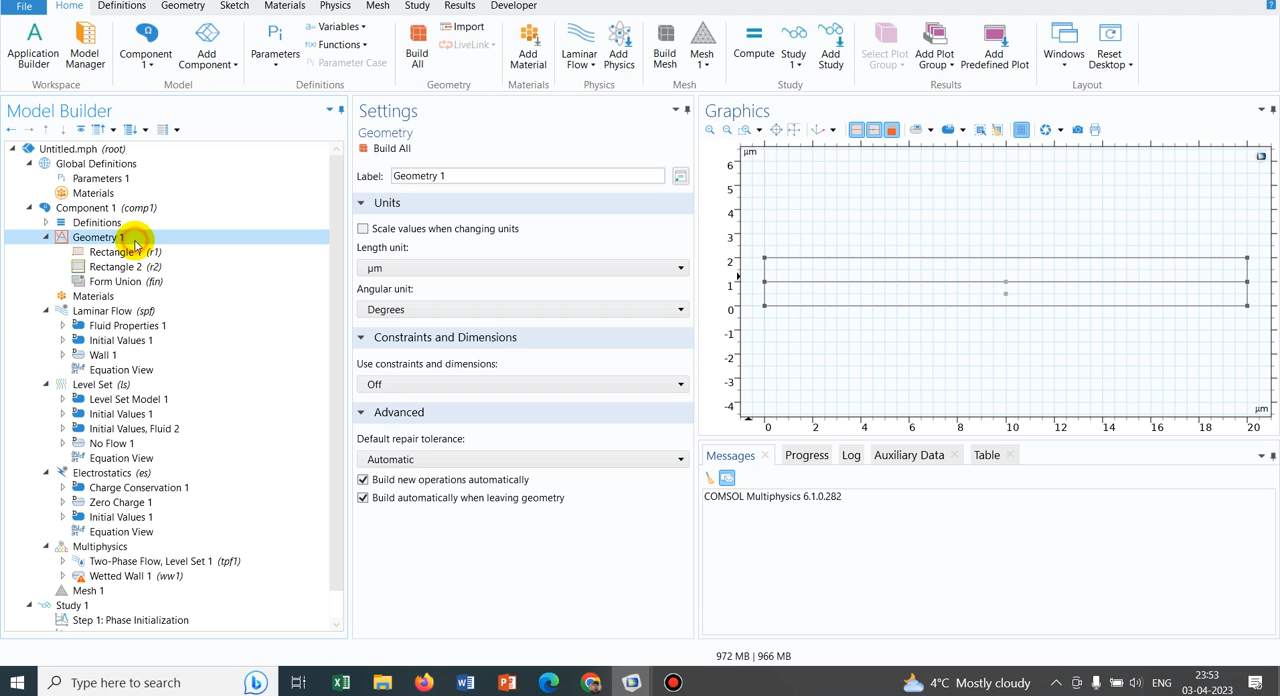 File Home Definitions Geometry Sketch Materials Physics Mesh Study Results Developer
Application Builder
Model Manager
Workspace
Component 1
Add Component
Model
Parameters
a= Variables
f(x) Functions
Pi Parameter Case
Definitions
Build All
Import
LiveLink
Geometry
Add Material
Materials
Laminar Flow
Add Physics
Physics
Build Mesh
Mesh 1
Mesh
Compute
Study 1
Add Study
Study
Select Plot Group
Add Plot Group
Add Predefined Plot
Results
Windows
Reset Desktop
Layout
Model Builder
Untitled.mph (root)
Global Definitions
Parameters 1
Materials
Component 1 (comp1)
Definitions
Geometry 1
Rectangle 1 (r1)
Rectangle 2 (r2)
Form Union (fin)
Materials
Laminar Flow (spf)
Fluid Properties 1
Initial Values 1
Wall 1
Equation View
Level Set (ls)
Level Set Model 1
Initial Values 1
Initial Values, Fluid 2
No Flow 1
Equation View
Electrostatics (es)
Charge Conservation 1
Zero Charge 1
Initial Values 1
Equation View
Multiphysics
Two-Phase Flow, Level Set 1 (tpf1)
Wetted Wall 1 (ww1)
Mesh 1
Study 1
Step 1: Phase Initialization
Settings
Geometry
Build All
Label: Geometry 1
Units
Scale values when changing units
Length unit:
µm
Angular unit:
Degrees
Constraints and Dimensions
Use constraints and dimensions:
Off
Advanced
Default repair tolerance:
Automatic
Build new operations automatically
Build automatically when leaving geometry
Graphics
µm
6
5
4
3
2
1
0
-1
-2
-3
-4
µm
0 2 4 6 8 10 12 14 16 18 20
Messages Progress Log Auxiliary Data Table
COMSOL Multiphysics 6.1.0.282
972 MB | 966 MB
Type here to search
4°C Mostly cloudy
ENG
23:53
03-04-2023